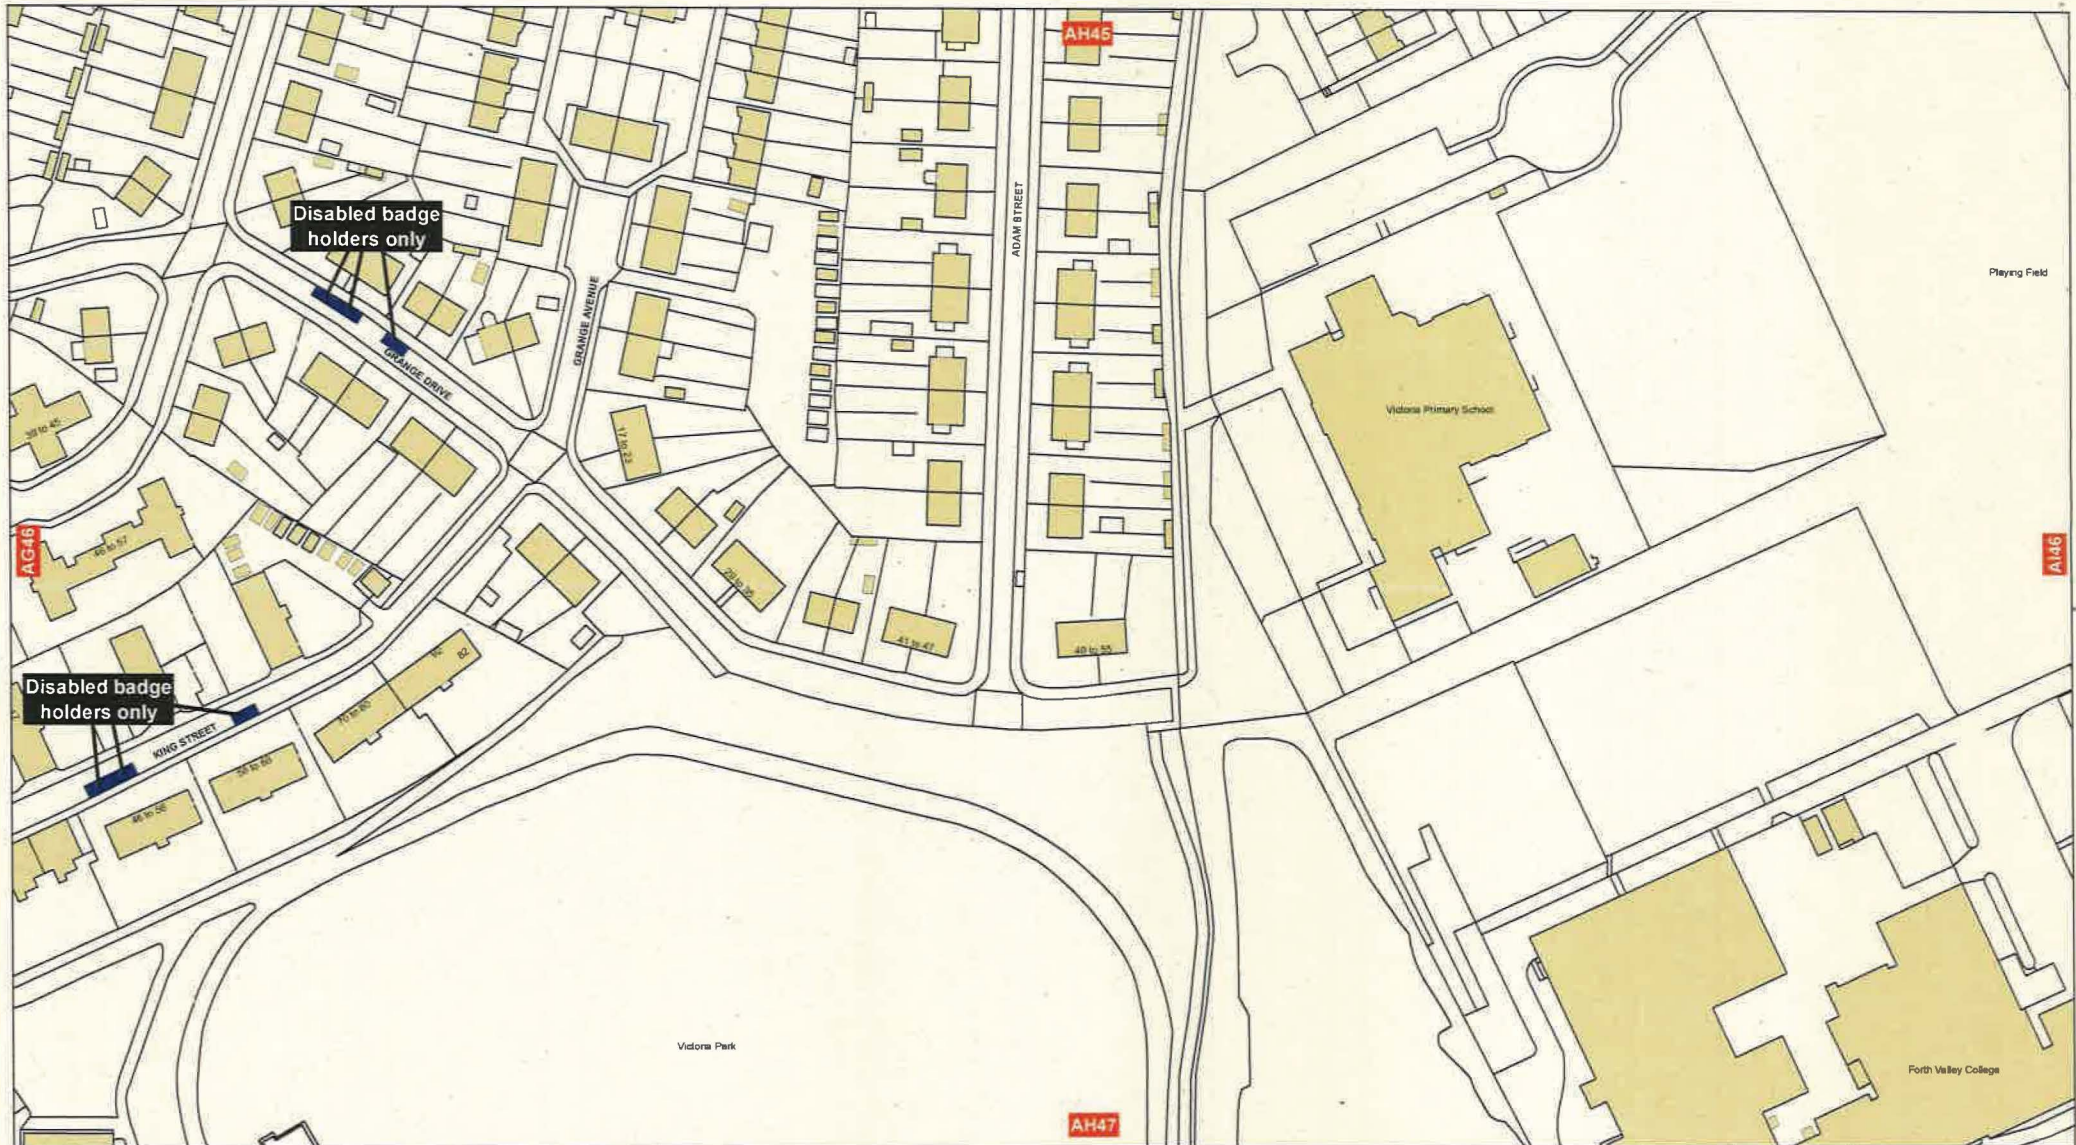 AH45
ADAM STREET
Disabled badge
holders only
Playing Field
GRANGE AVENUE
GRANGE DRIVE
Victoria Primary School
39 to 45
17 to 23
AG46
46 to 57
AI46
29 to 35
41 to 47
49 to 55
Disabled badge
holders only
KING STREET
92
82
70 to 80
58 to 68
46 to 56
Victoria Park
Forth Valley College
AH47